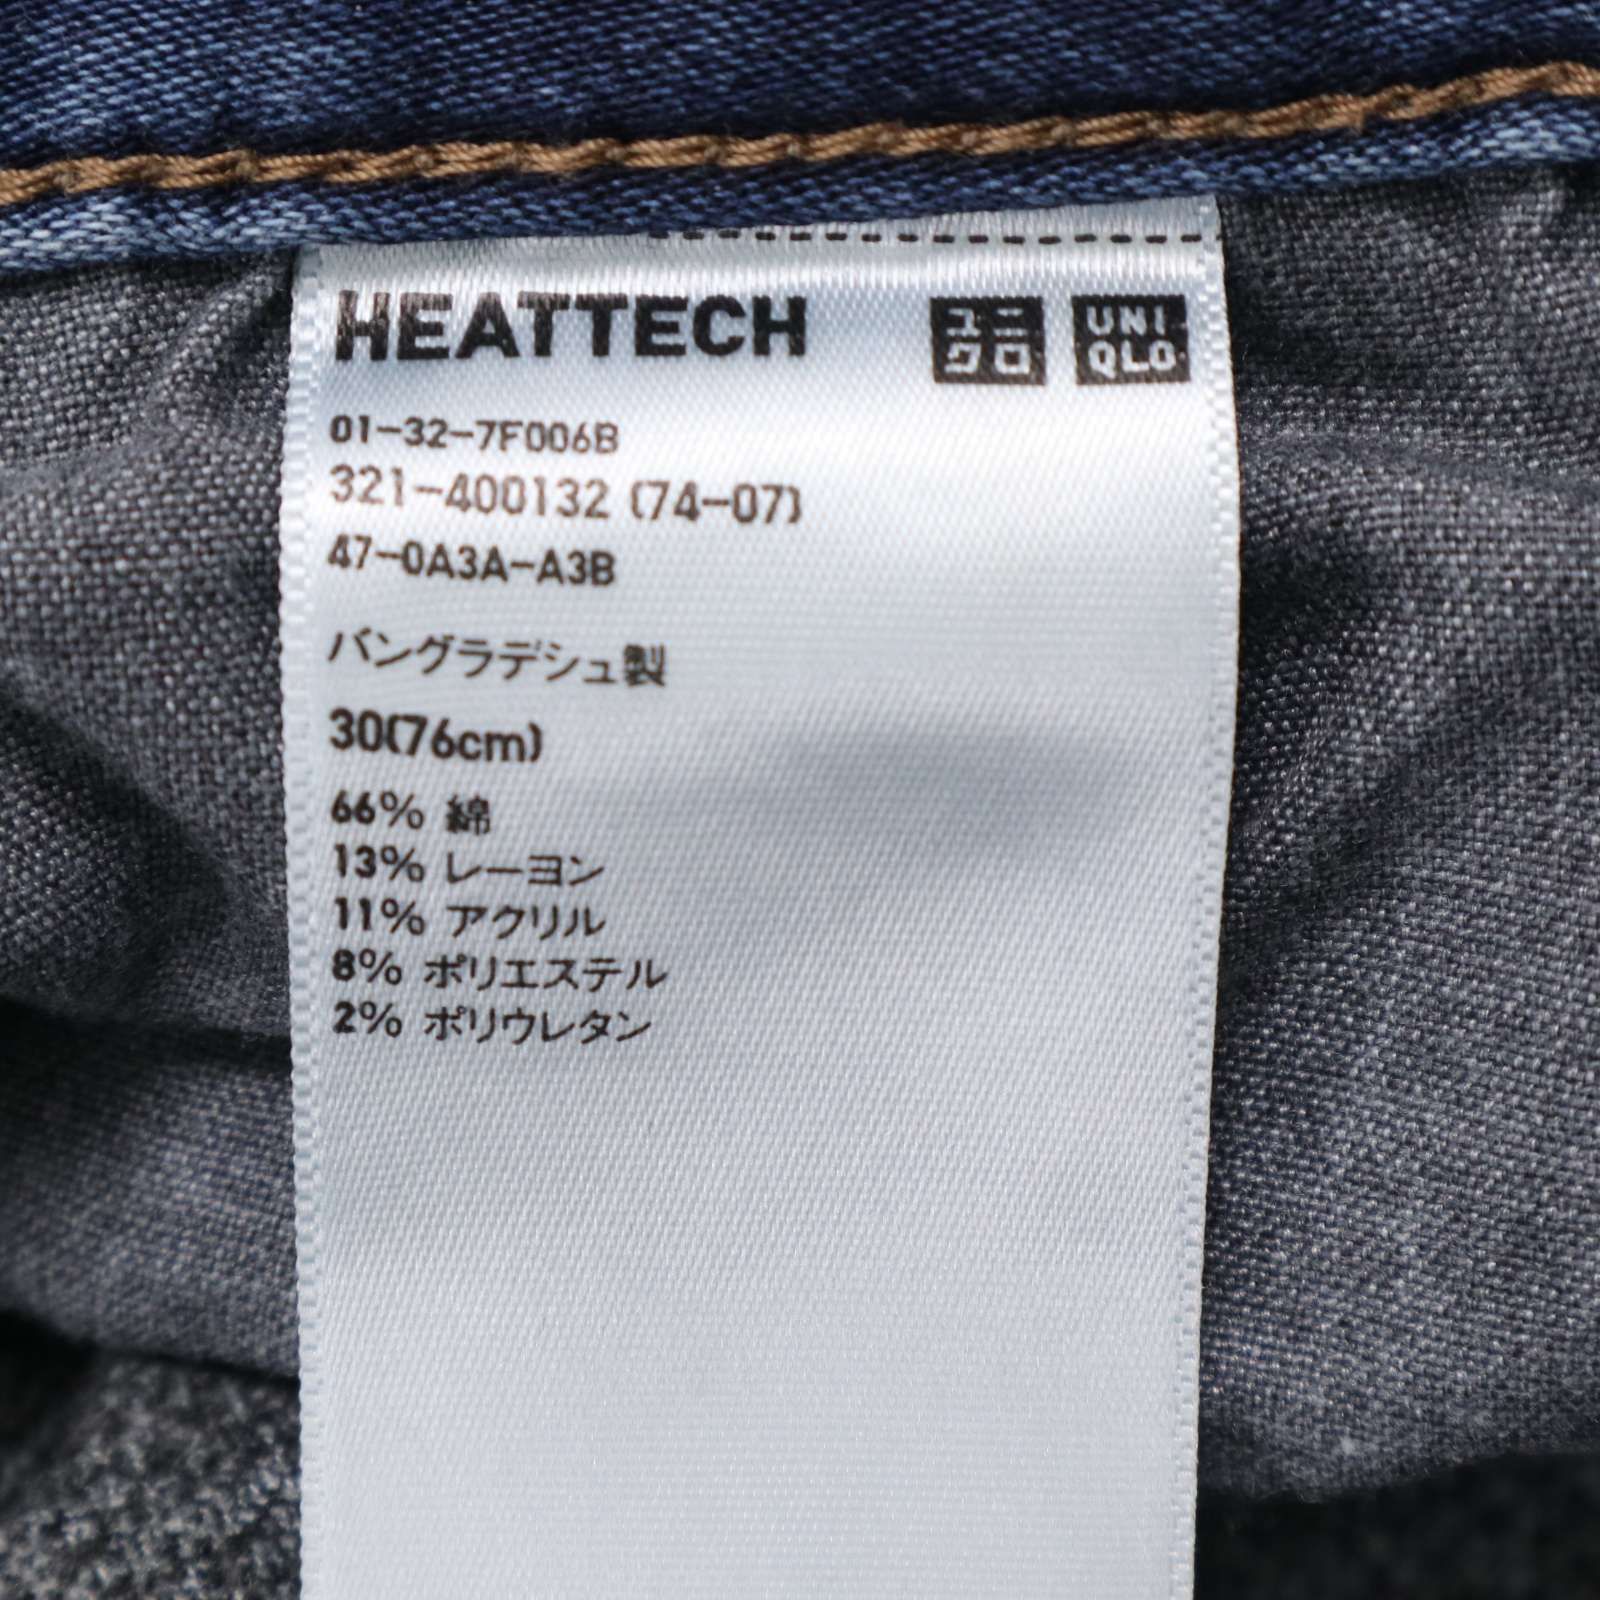 HEATTECH ユニクロ UNIQLO
01-32-7F006B
321-400132 (74-07)
47-0A3A-A3B
バングラデシュ製
30(76cm)
66% 綿
13% レーヨン
11% アクリル
8% ポリエステル
2% ポリウレタン